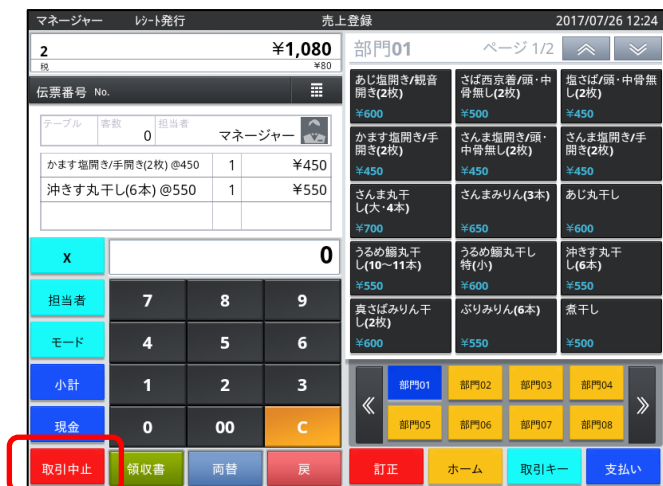 マネージャー レシート発行 売上登録 2017/07/26 12:24
2 ¥1,080
税 ¥80
伝票番号 No.
テーブル 客数 0 担当者 マネージャー
かます塩開き/手開き(2枚) @450 1 ¥450
沖きす丸干し(6本) @550 1 ¥550
X 0
担当者 7 8 9
モード 4 5 6
小計 1 2 3
現金 0 00 C
取引中止 領収書 両替 戻
部門01 ページ 1/2
あじ塩開き/観音
開き(2枚)
¥600
さば西京着/頭・中
骨無し(2枚)
¥500
塩さば/頭・中骨無
し(2枚)
¥450
かます塩開き/手
開き(2枚)
¥450
さんま塩開き/頭・
中骨無し(2枚)
¥450
さんま塩開き/手
開き(2枚)
¥450
さんま丸干
し(大・4本)
¥700
さんまみりん(3本)
¥650
あじ丸干し
¥600
うるめ鰯丸干
し(10〜11本)
¥550
うるめ鰯丸干し
特(小)
¥600
沖きす丸干
し(6本)
¥550
真さばみりん干
し(2枚)
¥600
ぶりみりん(6本)
¥550
煮干し
¥500
部門01 部門02 部門03 部門04
部門05 部門06 部門07 部門08
訂正 ホーム 取引キー 支払い